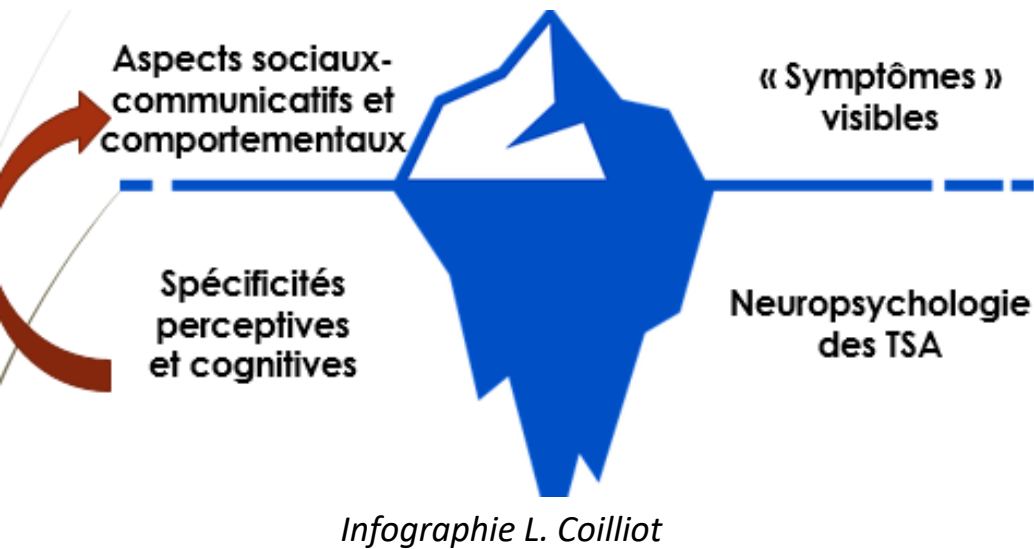 Aspects sociaux-
communicatifs et
comportementaux
« Symptômes »
visibles
Spécificités
perceptives
et cognitives
Neuropsychologie
des TSA
Infographie L. Coilliot